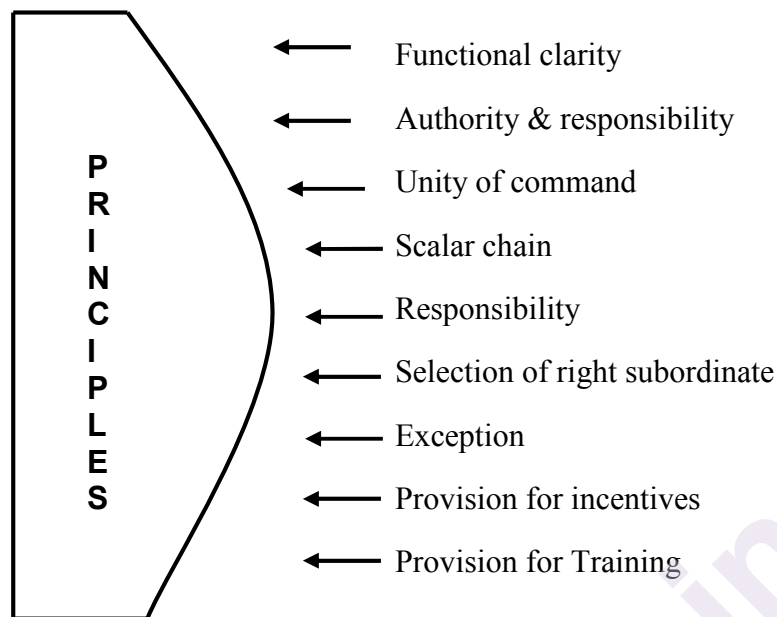 PRINCIPLES
Functional clarity
Authority & responsibility
Unity of command
Scalar chain
Responsibility
Selection of right subordinate
Exception
Provision for incentives
Provision for Training